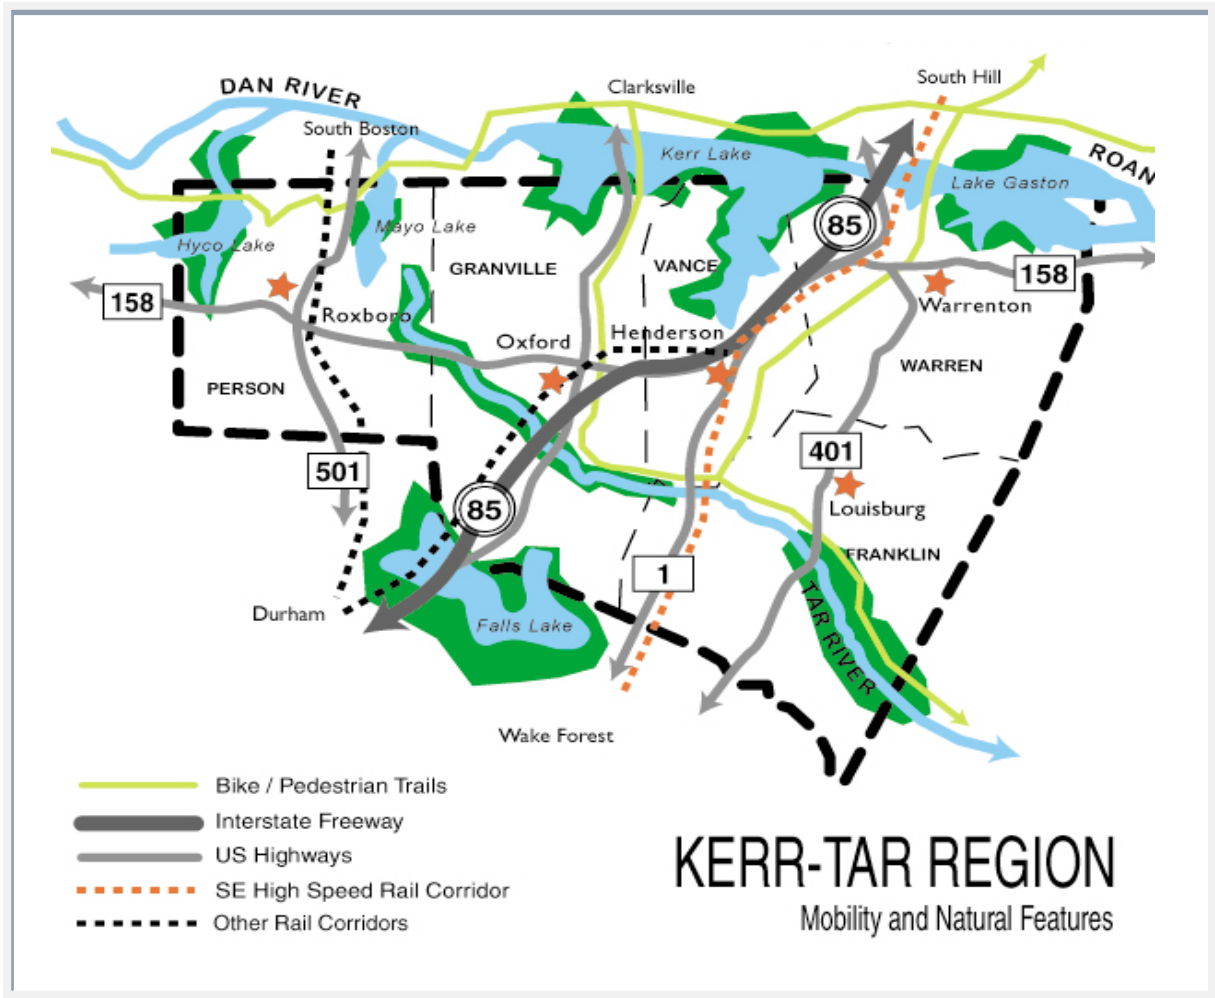 South Hill
DAN RIVER
Clarksville
South Boston
Kerr Lake
ROAN
Lake Gaston
Mayo Lake
Hyco Lake
85
GRANVILLE
VANCE
158
158
Warrenton
Roxboro
Henderson
Oxford
WARREN
PERSON
401
501
Louisburg
85
FRANKLIN
1
Durham
TAR RIVER
Falls Lake
Wake Forest
Bike / Pedestrian Trails
Interstate Freeway
US Highways
SE High Speed Rail Corridor
Other Rail Corridors
KERR-TAR REGION
Mobility and Natural Features